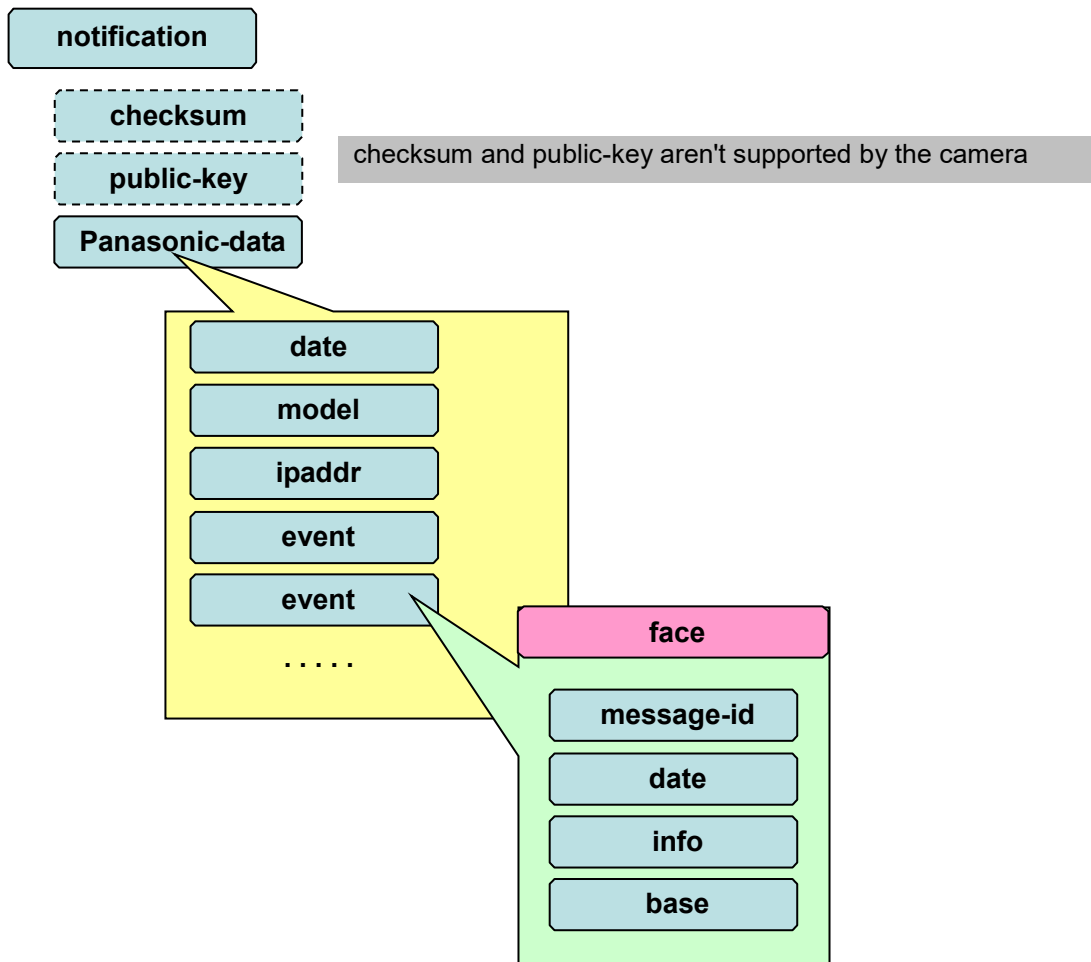 notification
checksum
public-key
checksum and public-key aren't supported by the camera
Panasonic-data
date
model
ipaddr
event
event
. . . . .
face
message-id
date
info
base